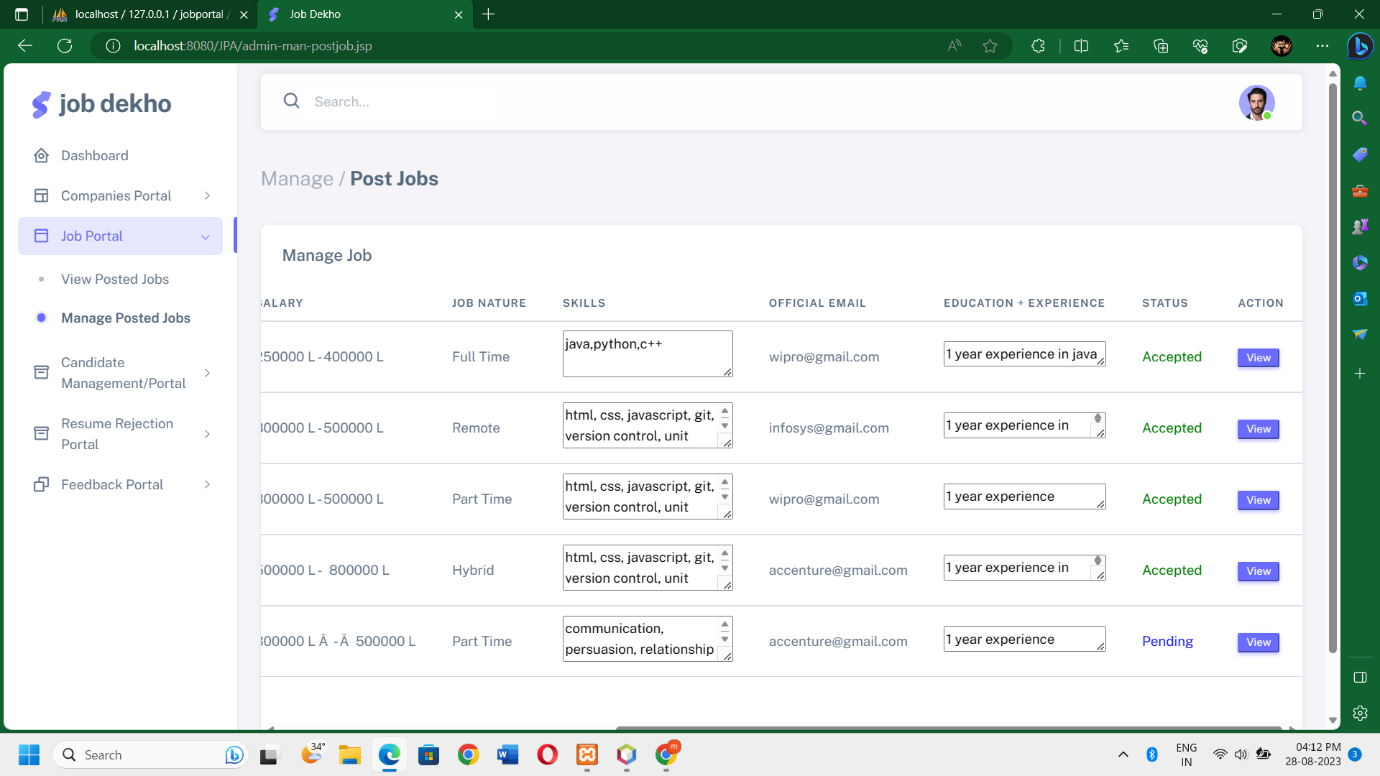 localhost / 127.0.0.1 / jobportal /
Job Dekho
localhost:8080/JPA/admin-man-postjob.jsp
job dekho
Search...
Dashboard
Companies Portal
Job Portal
View Posted Jobs
Manage Posted Jobs
Candidate
Management/Portal
Resume Rejection
Portal
Feedback Portal
Manage / Post Jobs
Manage Job
SALARY JOB NATURE SKILLS OFFICIAL EMAIL EDUCATION + EXPERIENCE STATUS ACTION
250000 L - 400000 L Full Time java,python,c++ wipro@gmail.com 1 year experience in java Accepted View
300000 L - 500000 L Remote html, css, javascript, git, infosys@gmail.com 1 year experience in Accepted View
version control, unit
300000 L - 500000 L Part Time html, css, javascript, git, wipro@gmail.com 1 year experience Accepted View
version control, unit
500000 L - 800000 L Hybrid html, css, javascript, git, accenture@gmail.com 1 year experience in Accepted View
version control, unit
300000 L Â - Â 500000 L Part Time communication, accenture@gmail.com 1 year experience Pending View
persuasion, relationship
Search
34°
ENG
IN
04:12 PM
28-08-2023
3